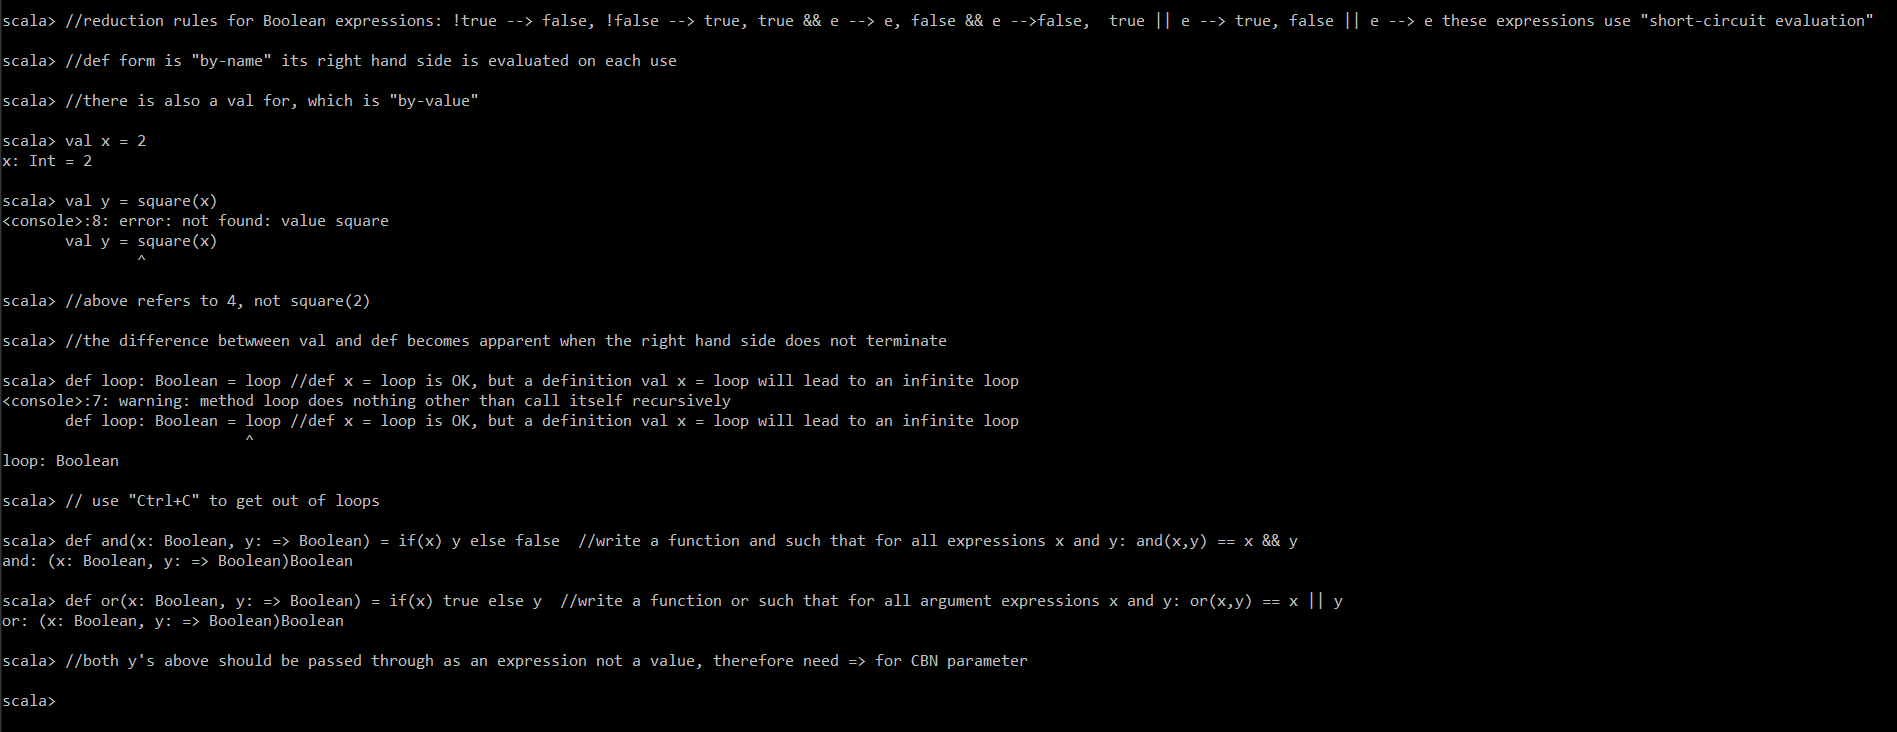 scala> //reduction rules for Boolean expressions: !true --> false, !false --> true, true && e --> e, false && e -->false,  true || e --> true, false || e --> e these expressions use "short-circuit evaluation"
scala> //def form is "by-name" its right hand side is evaluated on each use
scala> //there is also a val for, which is "by-value"
scala> val x = 2
x: Int = 2
scala> val y = square(x)
<console>:8: error: not found: value square
       val y = square(x)
               ^
scala> //above refers to 4, not square(2)
scala> //the difference betwween val and def becomes apparent when the right hand side does not terminate
scala> def loop: Boolean = loop //def x = loop is OK, but a definition val x = loop will lead to an infinite loop
<console>:7: warning: method loop does nothing other than call itself recursively
       def loop: Boolean = loop //def x = loop is OK, but a definition val x = loop will lead to an infinite loop
                           ^
loop: Boolean
scala> // use "Ctrl+C" to get out of loops
scala> def and(x: Boolean, y: => Boolean) = if(x) y else false  //write a function and such that for all expressions x and y: and(x,y) == x && y
and: (x: Boolean, y: => Boolean)Boolean
scala> def or(x: Boolean, y: => Boolean) = if(x) true else y  //write a function or such that for all argument expressions x and y: or(x,y) == x || y
or: (x: Boolean, y: => Boolean)Boolean
scala> //both y's above should be passed through as an expression not a value, therefore need => for CBN parameter
scala>